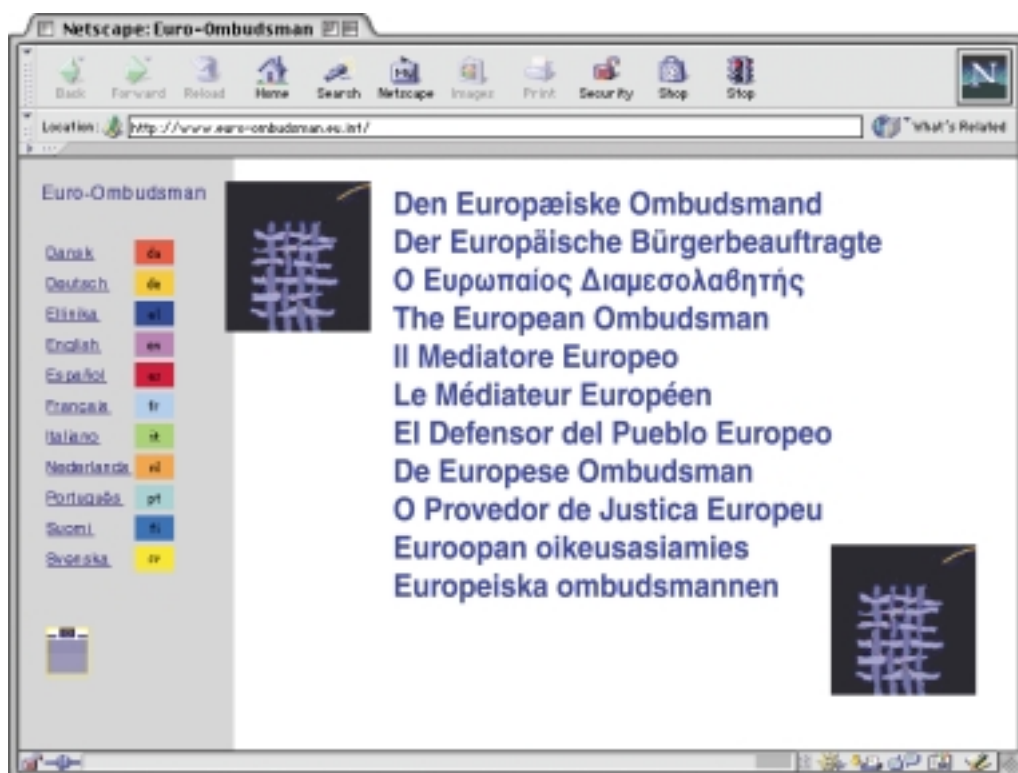 Netscape: Euro-Ombudsman
Back Forward Reload Home Search Netscape Images Print Security Shop Stop
N
Location: http://www.euro-ombudsman.eu.int/ What's Related
Euro-Ombudsman
Dansk da
Deutsch de
Ellinika el
English en
Español es
Français fr
Italiano it
Nederlands nl
Português pt
Suomi fi
Svenska sv
Den Europæiske Ombudsmand
Der Europäische Bürgerbeauftragte
Ο Ευρωπαίος Διαμεσολαβητής
The European Ombudsman
Il Mediatore Europeo
Le Médiateur Européen
El Defensor del Pueblo Europeo
De Europese Ombudsman
O Provedor de Justica Europeu
Euroopan oikeusasiamies
Europeiska ombudsmannen